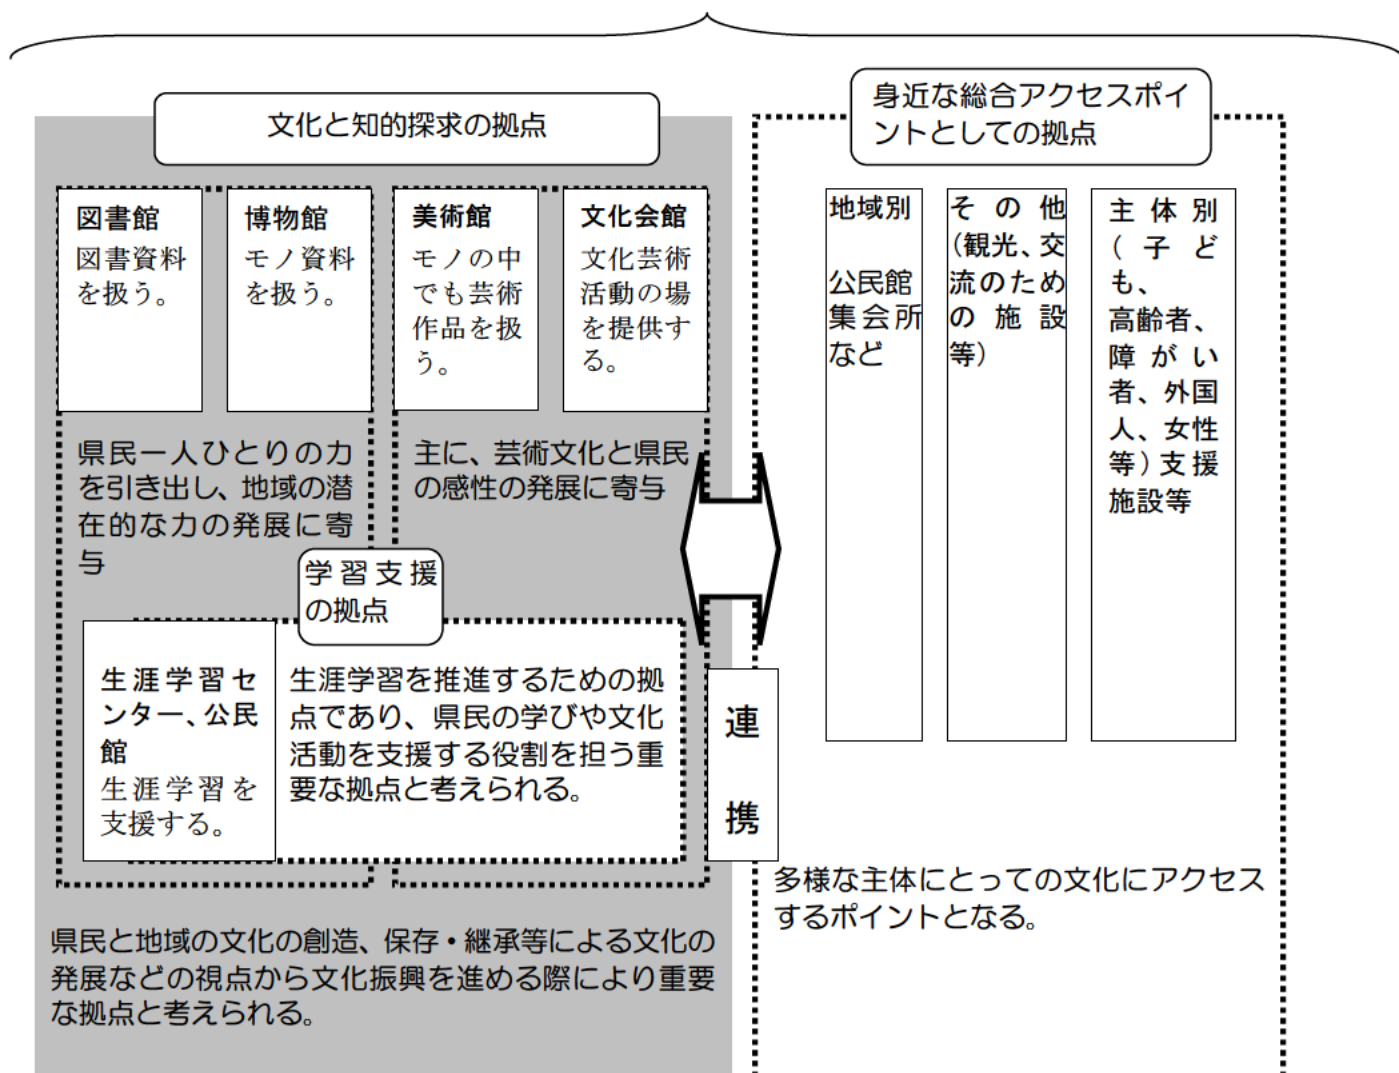 文化と知的探求の拠点
図書館
図書資料
を扱う。
博物館
モノ資料
を扱う。
美術館
モノの中
でも芸術
作品を扱
う。
文化会館
文化芸術
活動の場
を提供す
る。
県民一人ひとりの力
を引き出し、地域の潜
在的な力の発展に寄
与
主に、芸術文化と県民
の感性の発展に寄与
学習支援
の拠点
生涯学習セ
ンター、公民
館
生涯学習を
支援する。
生涯学習を推進するための拠
点であり、県民の学びや文化
活動を支援する役割を担う重
要な拠点と考えられる。
県民と地域の文化の創造、保存・継承等による文化の
発展などの視点から文化振興を進める際により重要
な拠点と考えられる。
連
携
身近な総合アクセスポイ
ントとしての拠点
地域別
公民館
集会所
など
その他
(観光、交
流のため
の施設
等)
主体別
(子ど
も、
高齢者、
障がい
者、外国
人、女性
等)支援
施設等
多様な主体にとっての文化にアクセス
するポイントとなる。